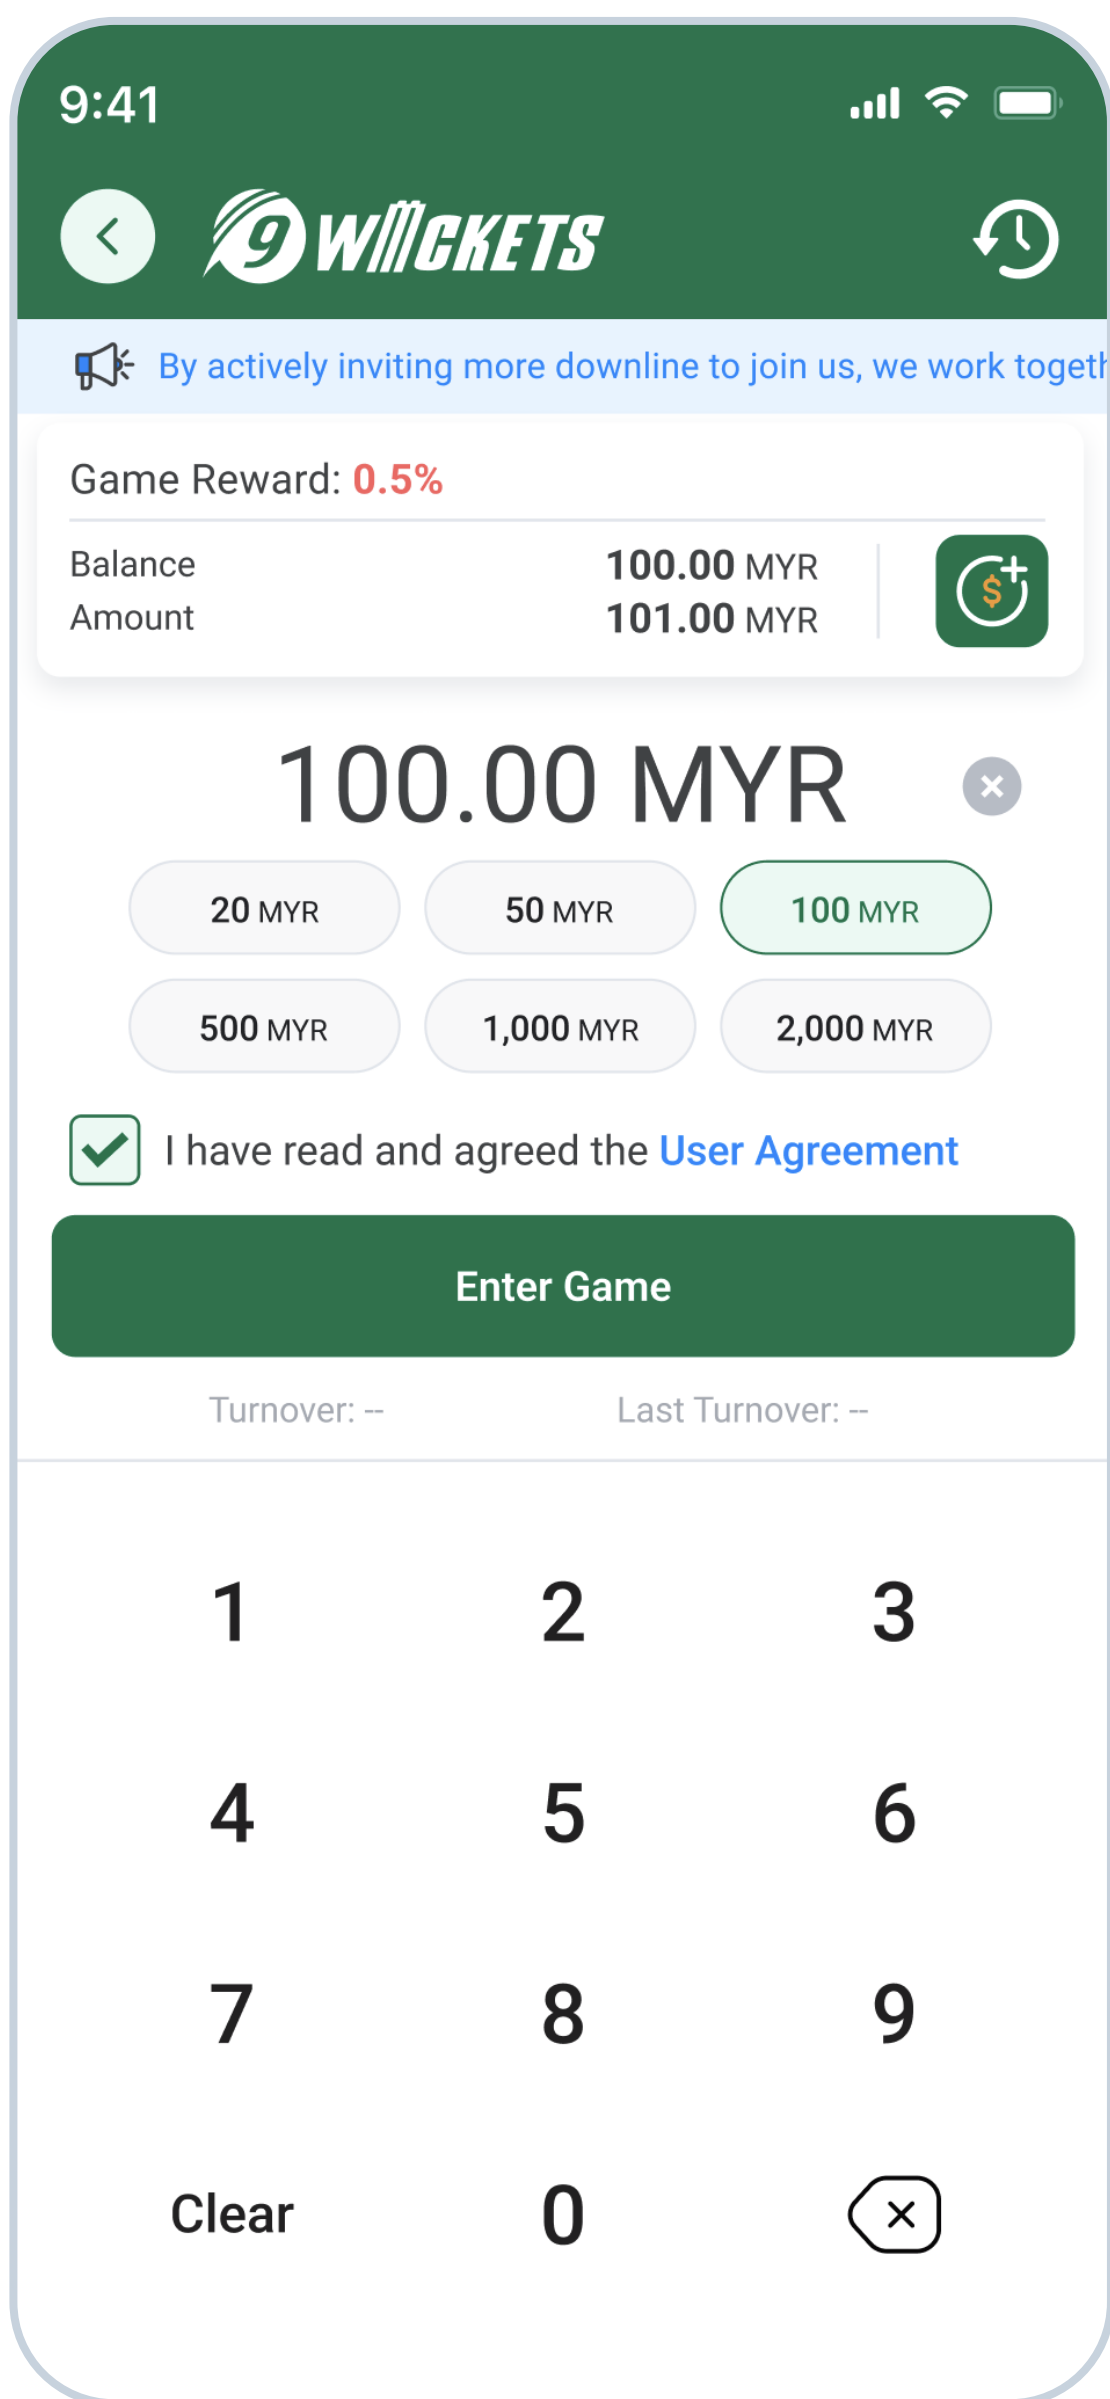 9:41
9 WICKETS
By actively inviting more downline to join us, we work togeth
Game Reward: 0.5%
Balance 100.00 MYR
Amount 101.00 MYR
$
100.00 MYR
20 MYR 50 MYR 100 MYR
500 MYR 1,000 MYR 2,000 MYR
I have read and agreed the User Agreement
Enter Game
Turnover: -- Last Turnover: --
1 2 3
4 5 6
7 8 9
Clear 0